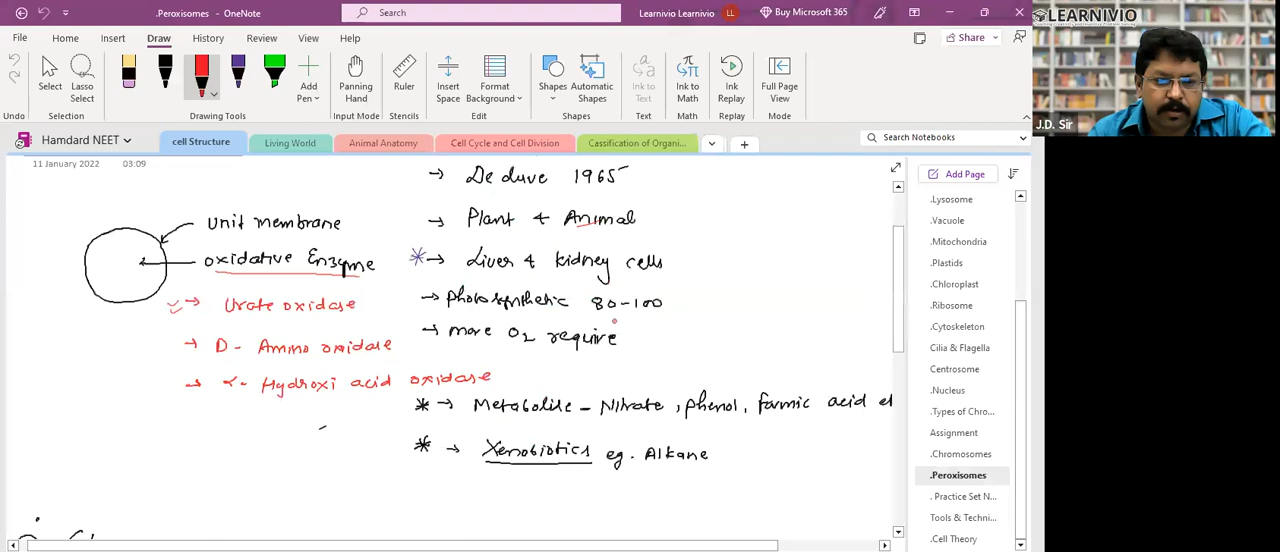 .Peroxisomes - OneNote
Search
Learnivio Learnivio
LL
Buy Microsoft 365
LEARNIVIO
File Home Insert Draw History Review View Help
Share
Undo
Select
Lasso Select
Selection
Drawing Tools
Add Pen
Panning Hand
Input Mode
Ruler
Stencils
Insert Space
Format Background
Edit
Shapes
Automatic Shapes
Shapes
Ink to Text
Ink to Math
Math
Ink Replay
Replay
Full Page View
Mode
J.D. Sir
Hamdard NEET
cell Structure
Living World
Animal Anatomy
Cell Cycle and Cell Division
Cassification of Organi...
Search Notebooks
11 January 2022 03:09
→ De duve 1965
→ Plant & Animal
* → Liver & kidney cells
→ Photosynthetic 80-100
→ more O2 require
Unit membrane
oxidative Enzyme
→ Urate oxidase
→ D- Amino oxidase
→ α- Hydroxi acid oxidase
* → Metabolise - Nitrate, phenol, formic acid et
* → Xenobiotics eg. Alkane
Add Page
.Lysosome
.Vacuole
.Mitochondria
.Plastids
.Chloroplast
.Ribosome
.Cytoskeleton
Cilia & Flagella
Centrosome
.Nucleus
.Types of Chro...
Assignment
.Chromosomes
.Peroxisomes
. Practice Set N...
Tools & Techni...
.Cell Theory